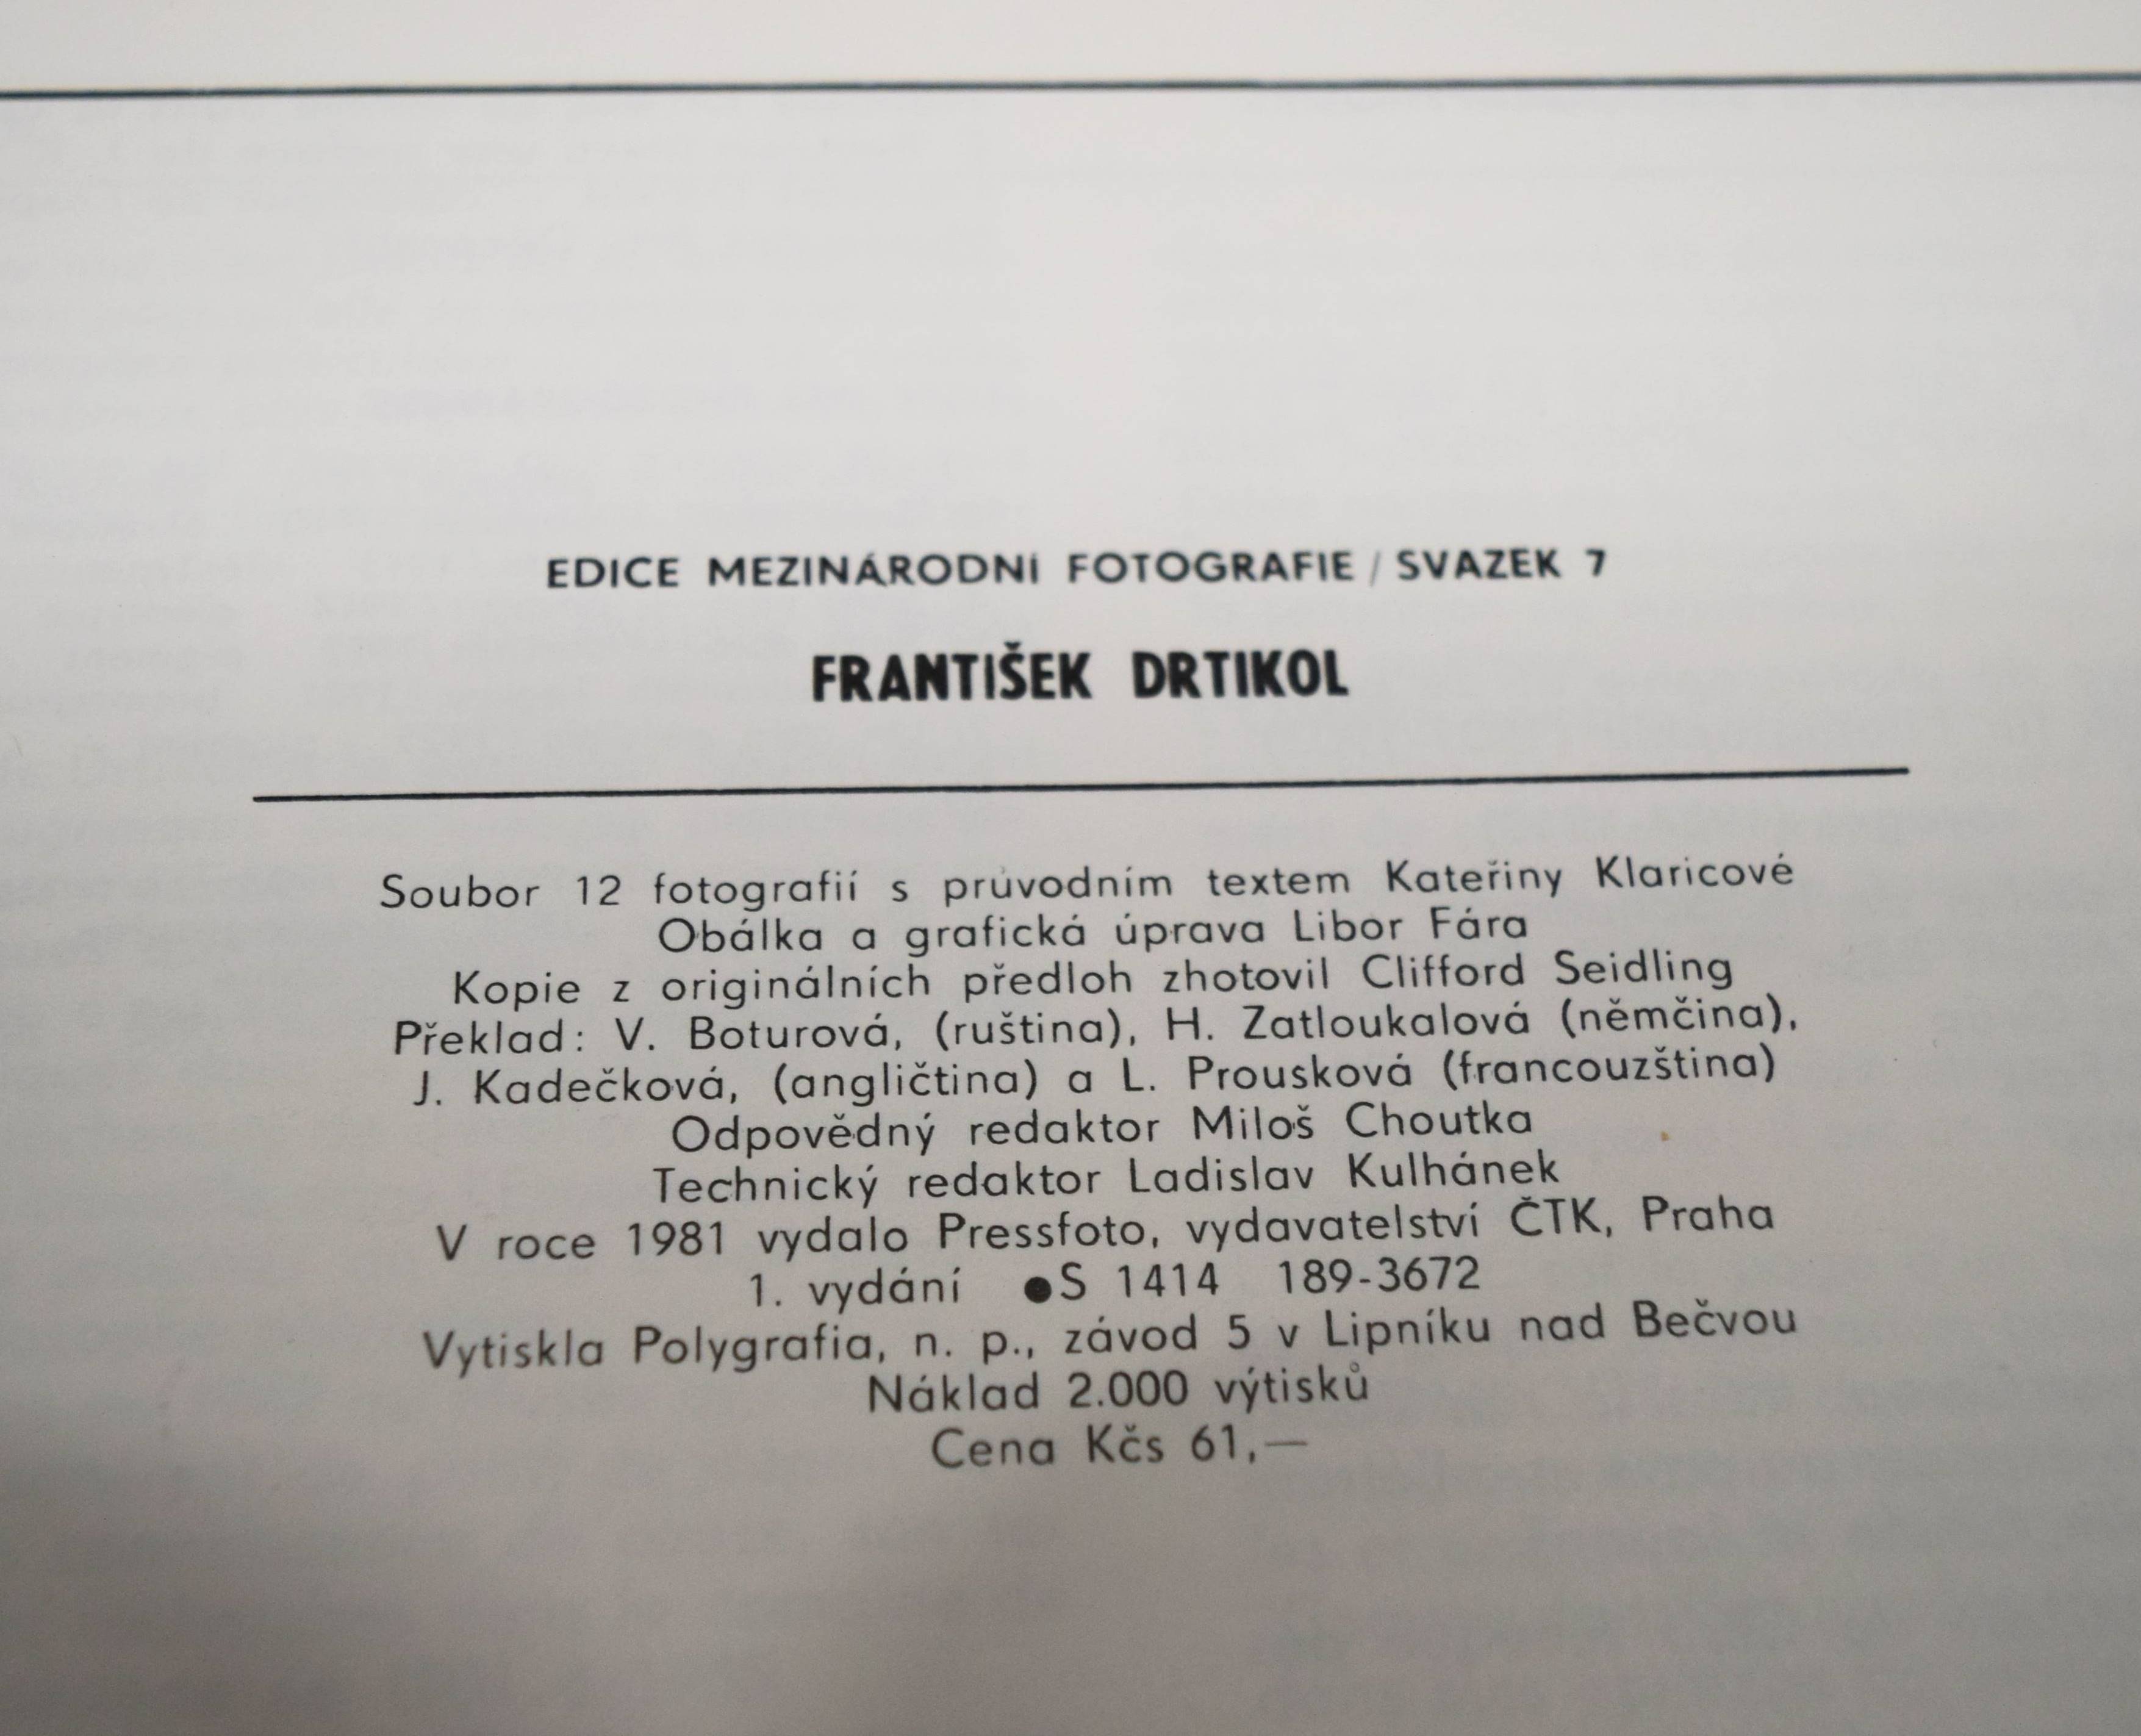 EDICE MEZINÁRODNÍ FOTOGRAFIE / SVAZEK 7
FRANTIŠEK DRTIKOL
Soubor 12 fotografií s průvodním textem Kateřiny Klaricové
Obálka a grafická úprava Libor Fára
Kopie z originálních předloh zhotovil Clifford Seidling
Překlad: V. Boturová, (ruština), H. Zatloukalová (němčina),
J. Kadečková, (angličtina) a L. Prousková (francouzština)
Odpovědný redaktor Miloš Choutka
Technický redaktor Ladislav Kulhánek
V roce 1981 vydalo Pressfoto, vydavatelství ČTK, Praha
1. vydání ●S 1414 189-3672
Vytiskla Polygrafia, n. p., závod 5 v Lipníku nad Bečvou
Náklad 2.000 výtisků
Cena Kčs 61,—